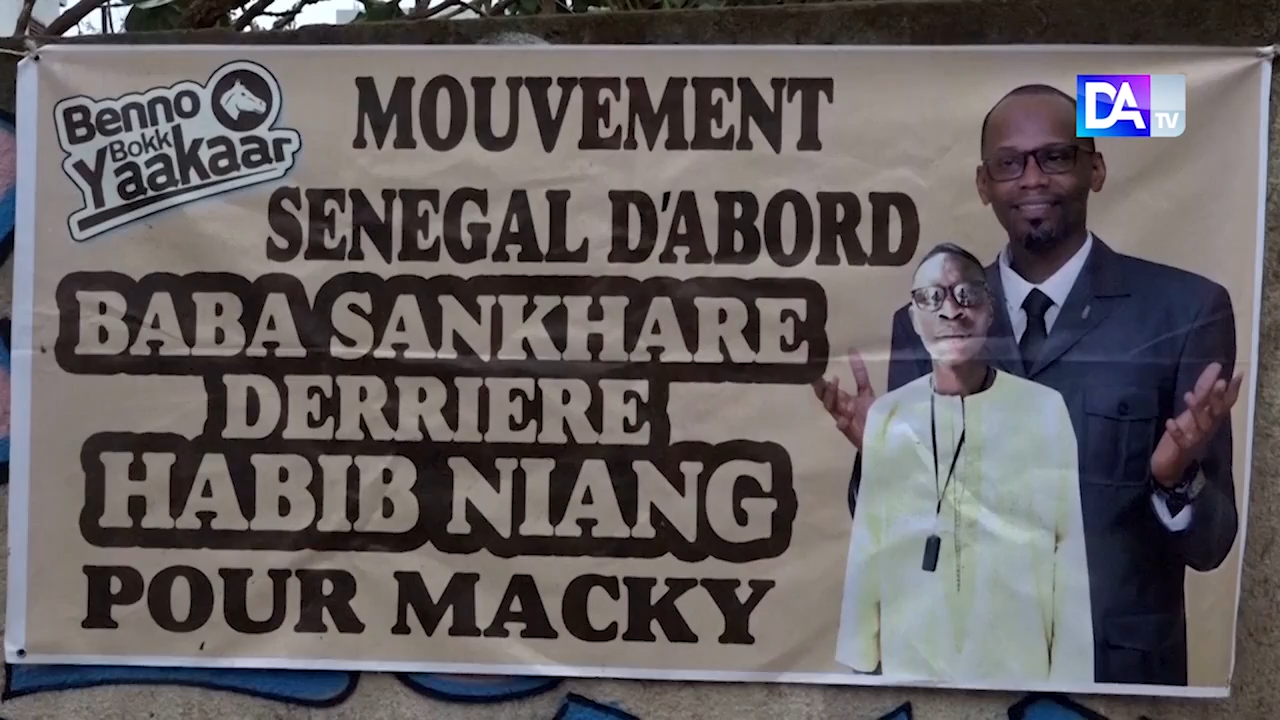 Benno
Bokk
Yaakaar
MOUVEMENT
SENEGAL D'ABORD
BABA SANKHARE
DERRIERE
HABIB NIANG
POUR MACKY
DA TV